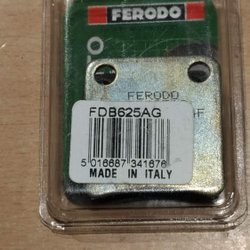 FERODO
FERODO
FDB625AG
5 016687 341676
MADE IN ITALY